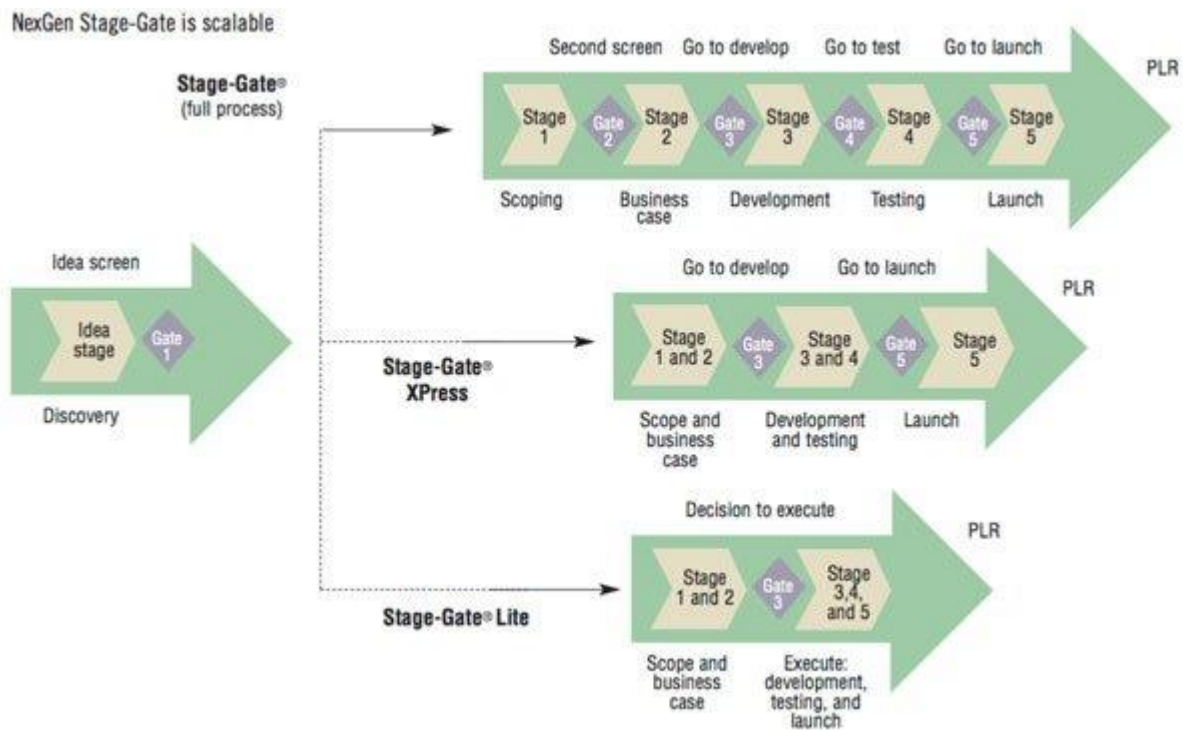 NexGen Stage-Gate is scalable
Stage-Gate®
(full process)
Second screen
Go to develop
Go to test
Go to launch
PLR
Stage
1
Gate
2
Stage
2
Gate
3
Stage
3
Gate
4
Stage
4
Gate
5
Stage
5
Scoping
Business
case
Development
Testing
Launch
Idea screen
Idea
stage
Gate
1
Discovery
Stage-Gate®
XPress
Go to develop
Go to launch
PLR
Stage
1 and 2
Gate
3
Stage
3 and 4
Gate
5
Stage
5
Scope and
business
case
Development
and testing
Launch
Stage-Gate® Lite
Decision to execute
PLR
Stage
1 and 2
Gate
3
Stage
3,4,
and 5
Scope and
business
case
Execute:
development,
testing, and
launch